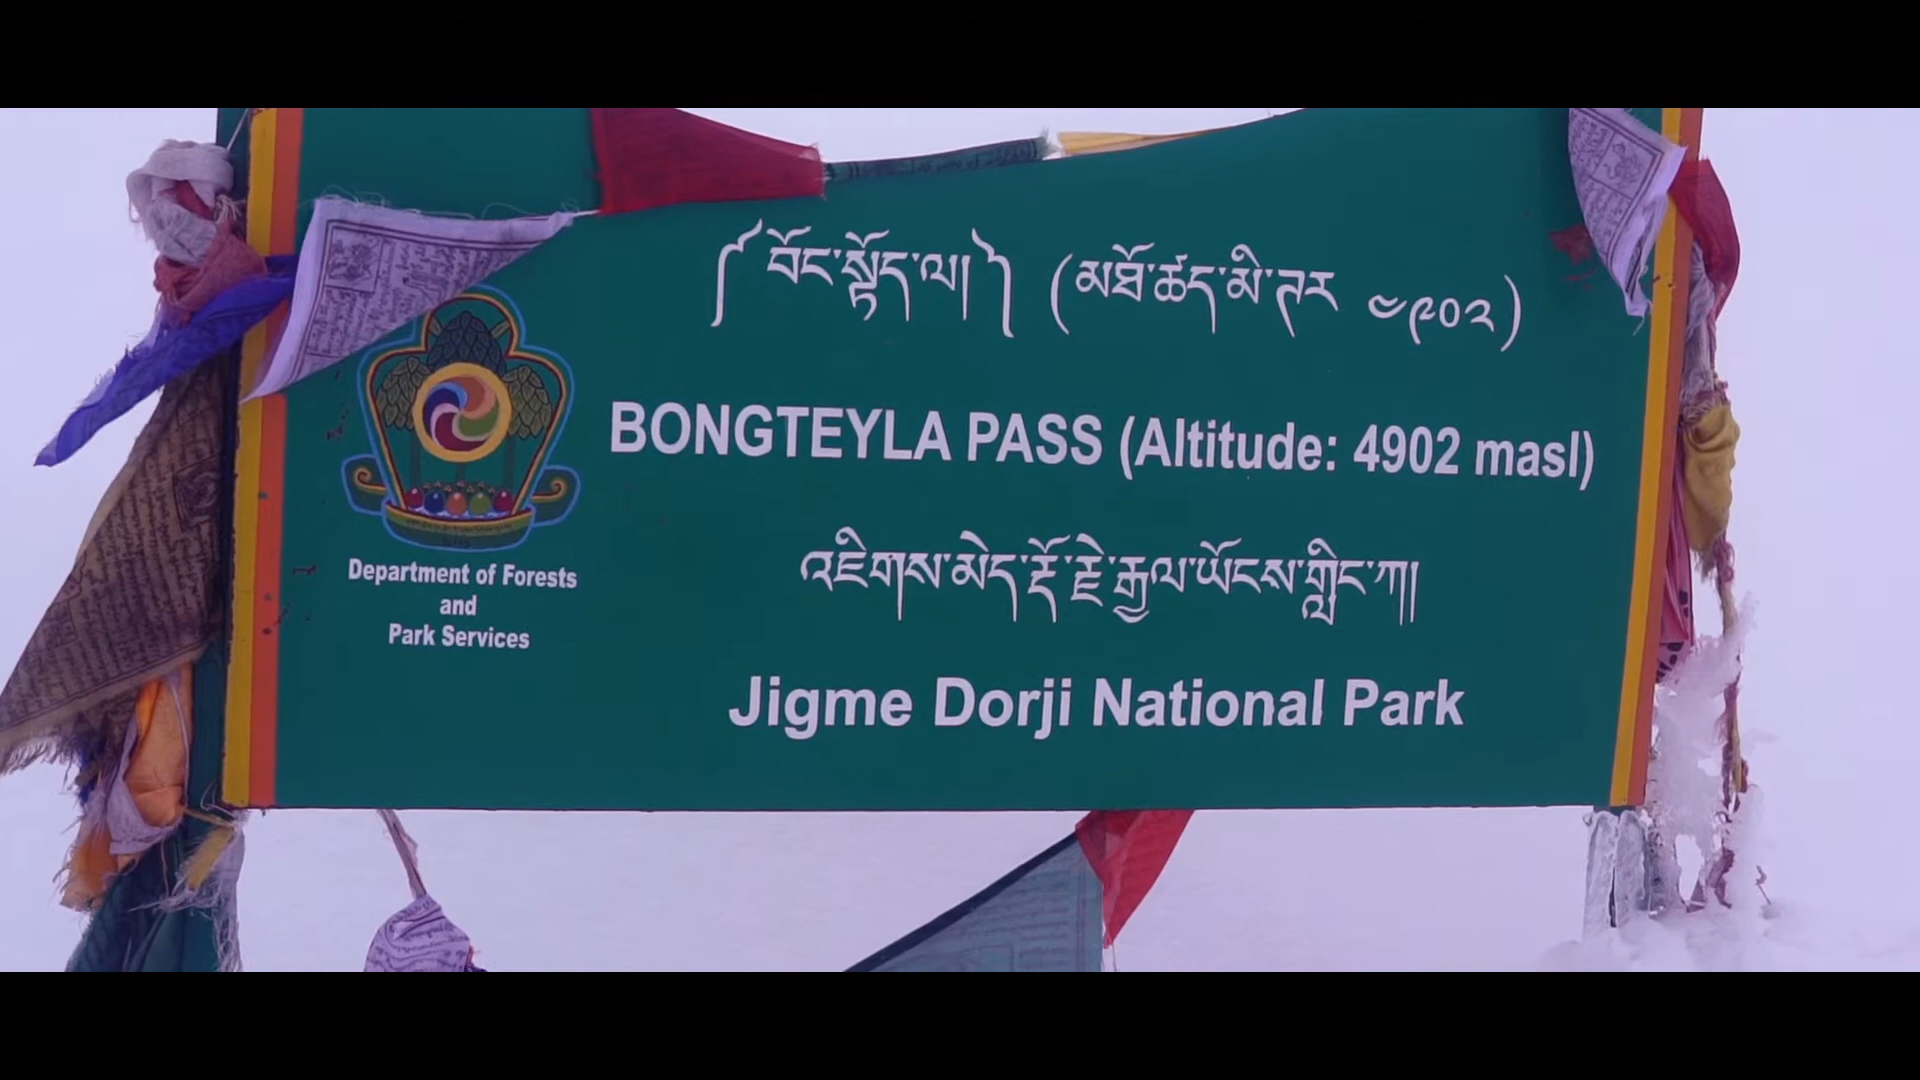 ༼ བོང་སྟོད་ལ། ༽ (མཐོ་ཚད་མི་ཊར ༤༩༠༢)
BONGTEYLA PASS (Altitude: 4902 masl)
འཇིགས་མེད་རྡོ་རྗེ་རྒྱལ་ཡོངས་གླིང་ཀ།
Jigme Dorji National Park
Department of Forests
and
Park Services